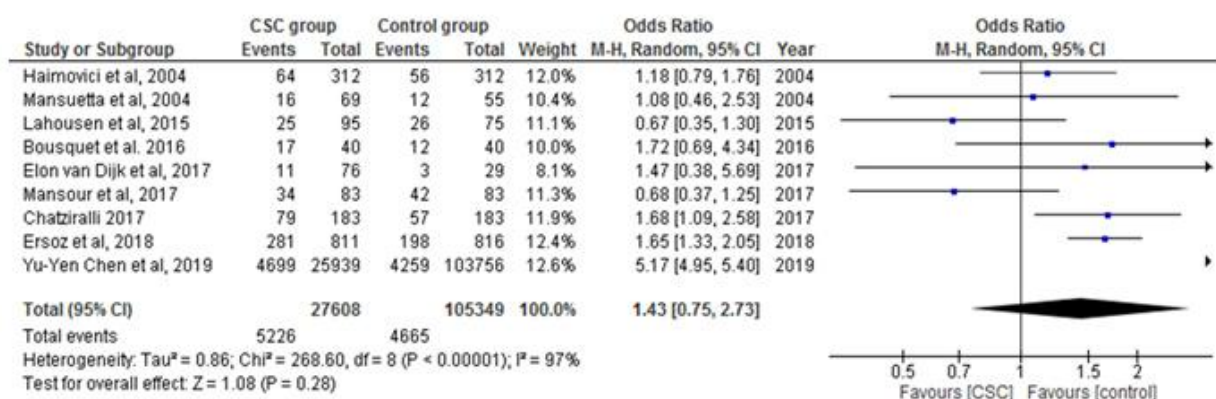 CSC group Control group Odds Ratio Odds Ratio
Study or Subgroup Events Total Events Total Weight M-H, Random, 95% CI Year M-H, Random, 95% CI
Haimovici et al, 2004 64 312 56 312 12.0% 1.18 [0.79, 1.76] 2004
Mansuetta et al, 2004 16 69 12 55 10.4% 1.08 [0.46, 2.53] 2004
Lahousen et al, 2015 25 95 26 75 11.1% 0.67 [0.35, 1.30] 2015
Bousquet et al. 2016 17 40 12 40 10.0% 1.72 [0.69, 4.34] 2016
Elon van Dijk et al, 2017 11 76 3 29 8.1% 1.47 [0.38, 5.69] 2017
Mansour et al, 2017 34 83 42 83 11.3% 0.68 [0.37, 1.25] 2017
Chatziralli 2017 79 183 57 183 11.9% 1.68 [1.09, 2.58] 2017
Ersoz et al, 2018 281 811 198 816 12.4% 1.65 [1.33, 2.05] 2018
Yu-Yen Chen et al, 2019 4699 25939 4259 103756 12.6% 5.17 [4.95, 5.40] 2019
Total (95% CI) 27608 105349 100.0% 1.43 [0.75, 2.73]
Total events 5226 4665
Heterogeneity: Tau² = 0.86; Chi² = 268.60, df = 8 (P < 0.00001); I² = 97%
Test for overall effect: Z = 1.08 (P = 0.28)
0.5 0.7 1 1.5 2
Favours [CSC] Favours [control]